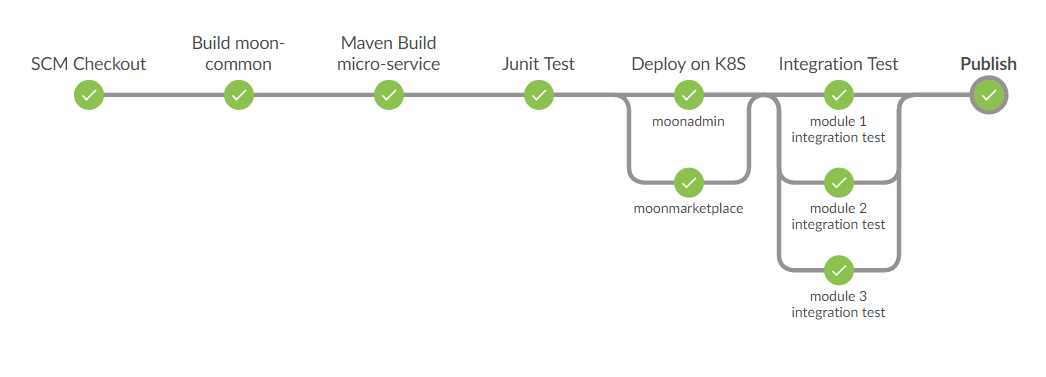 SCM Checkout
Build moon-
common
Maven Build
micro-service
Junit Test
Deploy on K8S
Integration Test
Publish
moonadmin
moonmarketplace
module 1
integration test
module 2
integration test
module 3
integration test